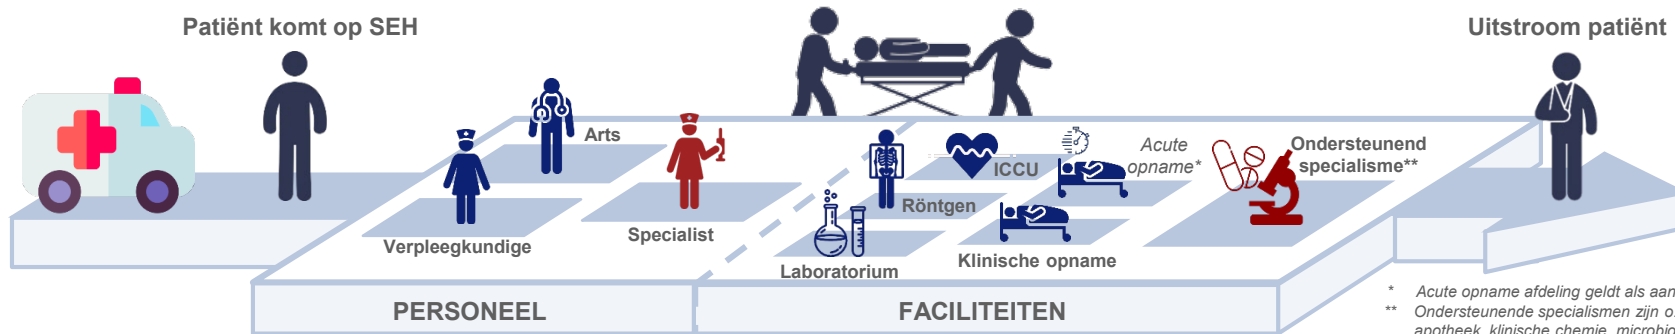 Patiënt komt op SEH
Uitstroom patiënt
Arts
Verpleegkundige
Specialist
ICCU
Röntgen
Laboratorium
Acute
opname*
Klinische opname
Ondersteunend
specialisme**
PERSONEEL
FACILITEITEN
* Acute opname afdeling geldt als aan
** Ondersteunende specialismen zijn o
apotheek, klinische chemie, microbio